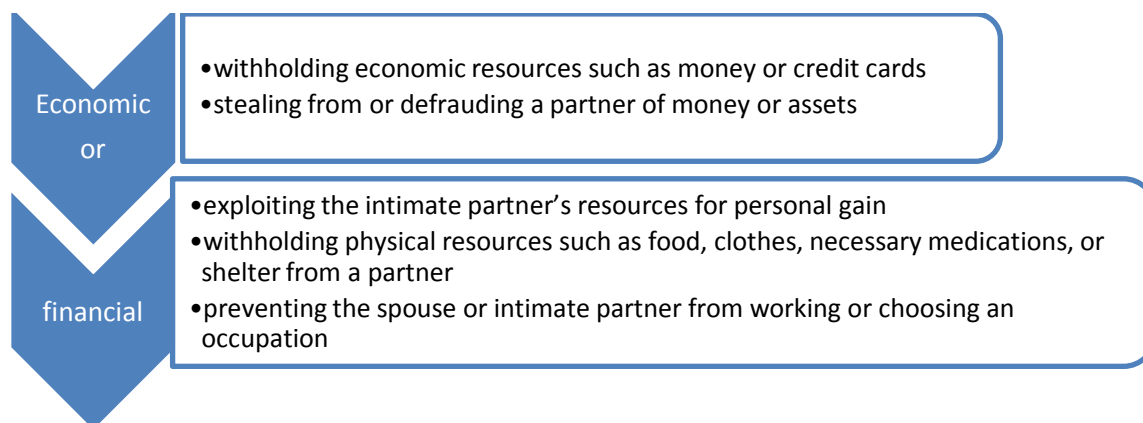 Economic
or
•withholding economic resources such as money or credit cards
•stealing from or defrauding a partner of money or assets
financial
•exploiting the intimate partner’s resources for personal gain
•withholding physical resources such as food, clothes, necessary medications, or
shelter from a partner
•preventing the spouse or intimate partner from working or choosing an
occupation